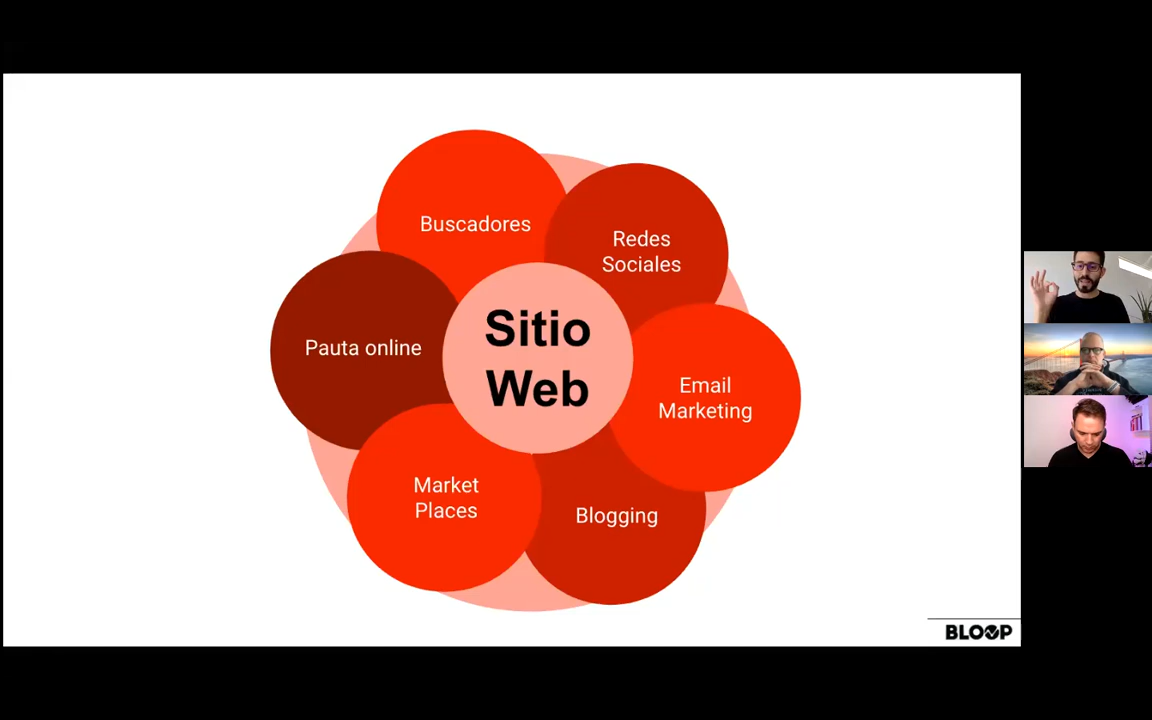 Buscadores
Redes
Sociales
Sitio
Web
Pauta online
Email
Marketing
Market
Places
Blogging
BLOOP